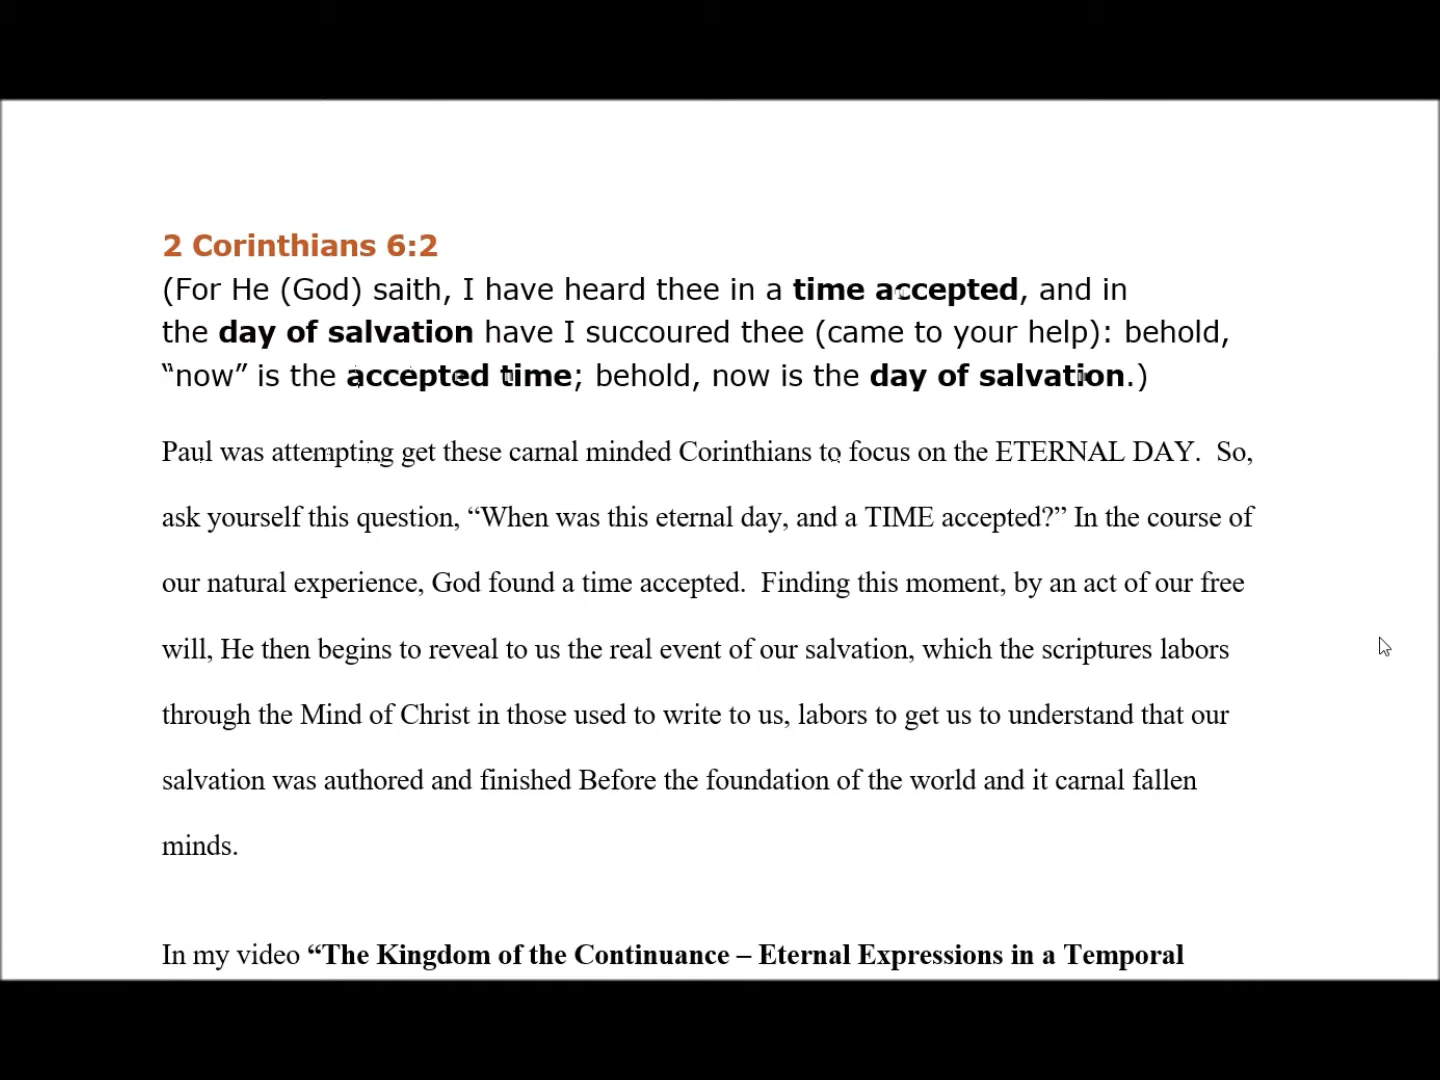 2 Corinthians 6:2
(For He (God) saith, I have heard thee in a time accepted, and in
the day of salvation have I succoured thee (came to your help): behold,
“now” is the accepted time; behold, now is the day of salvation.)
Paul was attempting get these carnal minded Corinthians to focus on the ETERNAL DAY.  So,
ask yourself this question, “When was this eternal day, and a TIME accepted?” In the course of
our natural experience, God found a time accepted.  Finding this moment, by an act of our free
will, He then begins to reveal to us the real event of our salvation, which the scriptures labors
through the Mind of Christ in those used to write to us, labors to get us to understand that our
salvation was authored and finished Before the foundation of the world and it carnal fallen
minds.
In my video “The Kingdom of the Continuance – Eternal Expressions in a Temporal